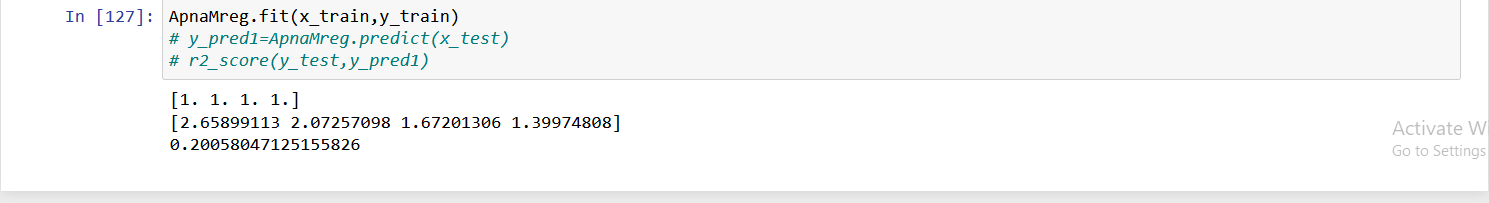 In [127]: ApnaMreg.fit(x_train,y_train)
# y_pred1=ApnaMreg.predict(x_test)
# r2_score(y_test,y_pred1)
[1. 1. 1. 1.]
[2.65899113 2.07257098 1.67201306 1.39974808]
0.20058047125155826
Activate W
Go to Settings